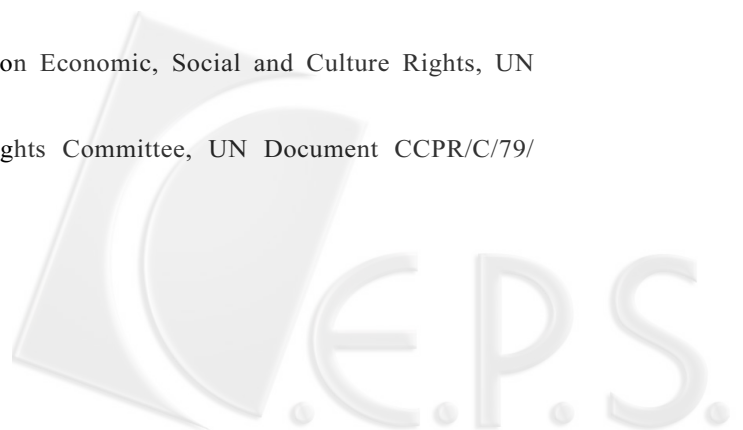 on Economic, Social and Culture Rights, UN
ghts Committee, UN Document CCPR/C/79/
C.E.P.S.